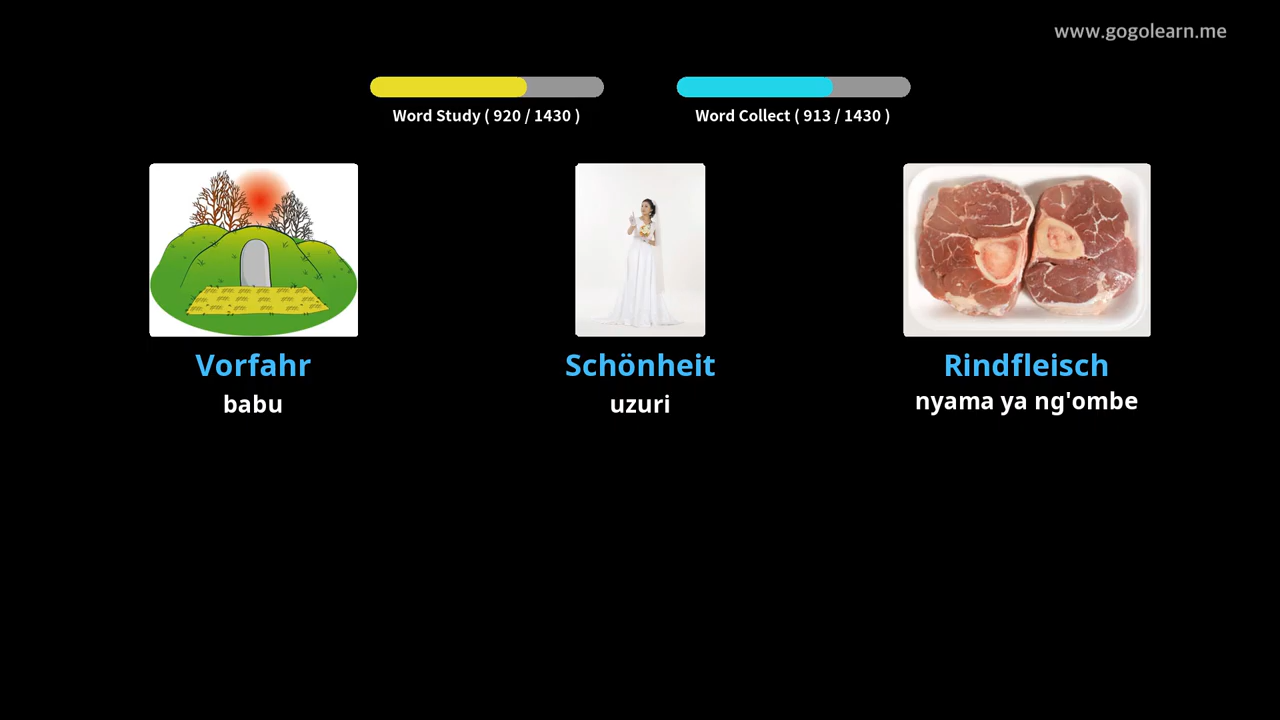 www.gogolearn.me
Word Study ( 920 / 1430 )
Word Collect ( 913 / 1430 )
Vorfahr
babu
Schönheit
uzuri
Rindfleisch
nyama ya ng'ombe